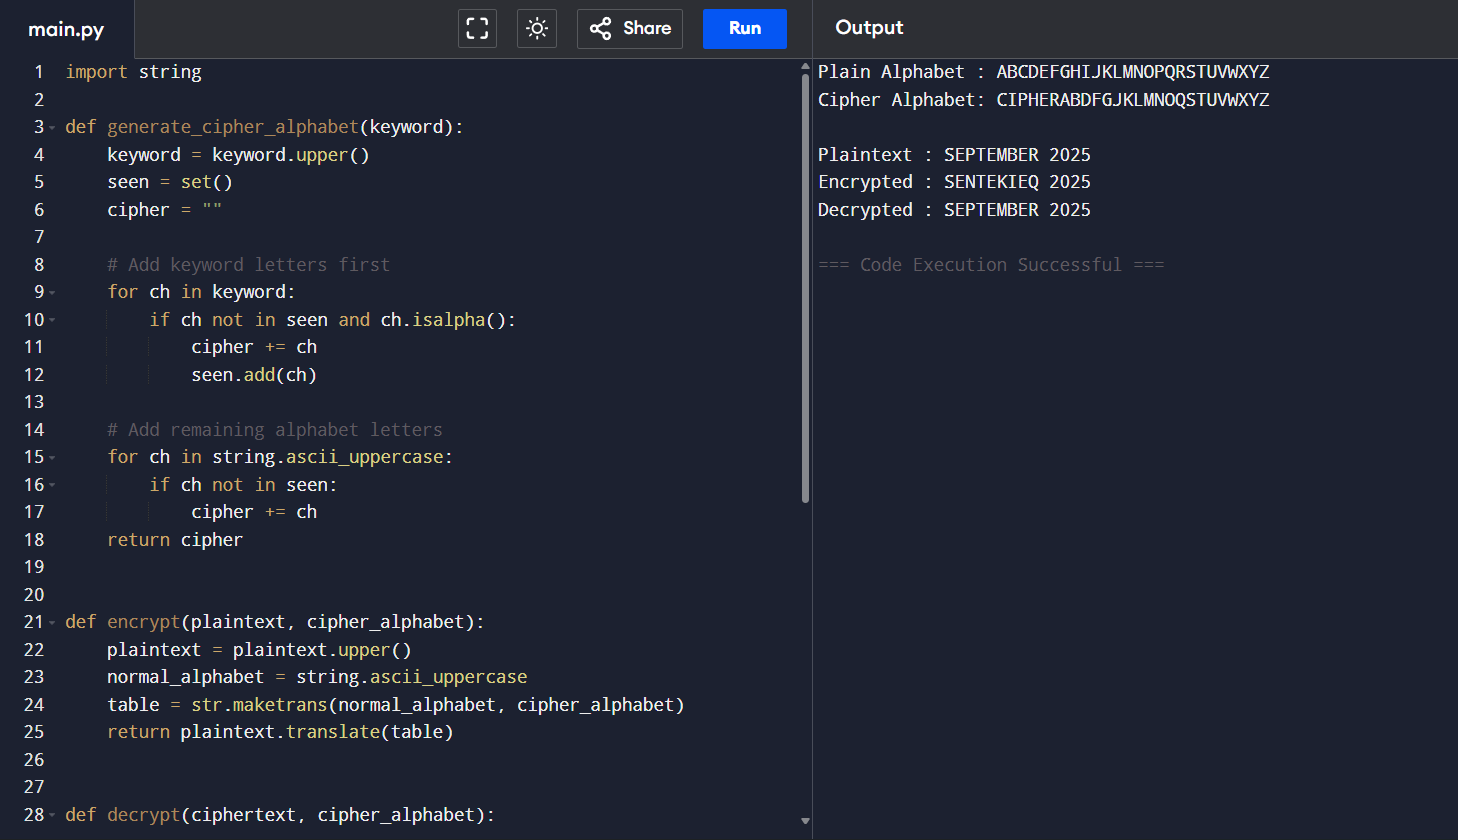 main.py
Share
Run
Output
1 import string
2
3 def generate_cipher_alphabet(keyword):
4     keyword = keyword.upper()
5     seen = set()
6     cipher = ""
7
8     # Add keyword letters first
9     for ch in keyword:
10         if ch not in seen and ch.isalpha():
11             cipher += ch
12             seen.add(ch)
13
14     # Add remaining alphabet letters
15     for ch in string.ascii_uppercase:
16         if ch not in seen:
17             cipher += ch
18     return cipher
19
20
21 def encrypt(plaintext, cipher_alphabet):
22     plaintext = plaintext.upper()
23     normal_alphabet = string.ascii_uppercase
24     table = str.maketrans(normal_alphabet, cipher_alphabet)
25     return plaintext.translate(table)
26
27
28 def decrypt(ciphertext, cipher_alphabet):
Plain Alphabet : ABCDEFGHIJKLMNOPQRSTUVWXYZ
Cipher Alphabet: CIPHERABDFGJKLMNOQSTUVWXYZ

Plaintext : SEPTEMBER 2025
Encrypted : SENTEKIEQ 2025
Decrypted : SEPTEMBER 2025

=== Code Execution Successful ===